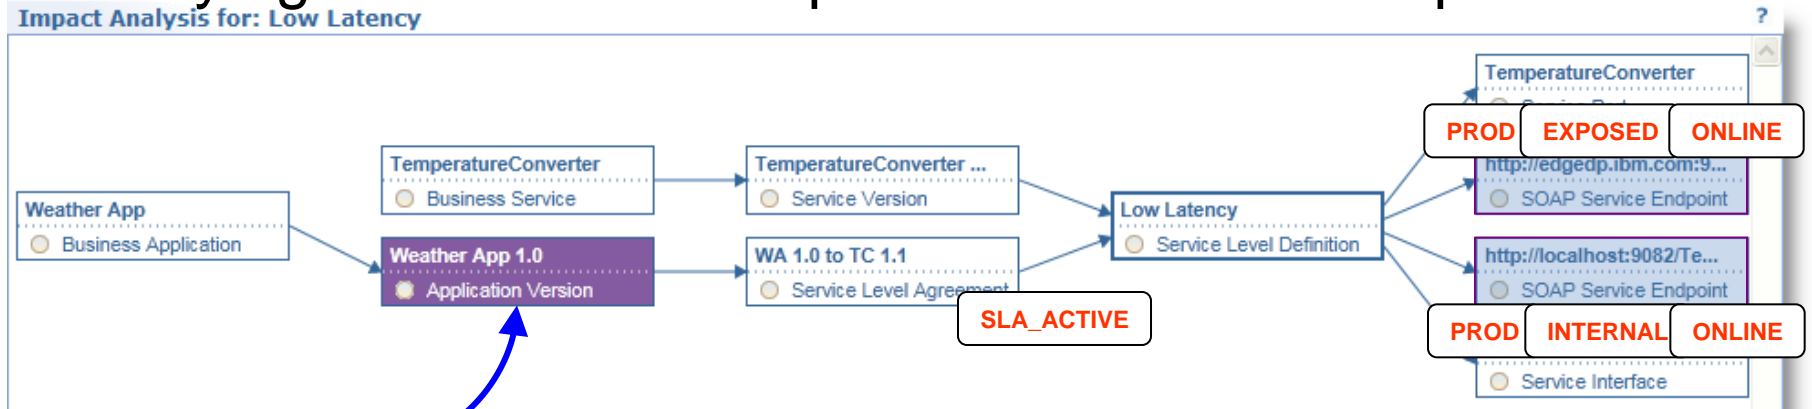 Impact Analysis for: Low Latency
?
TemperatureConverter
PROD
EXPOSED
ONLINE
TemperatureConverter
Business Service
TemperatureConverter ...
Service Version
http://edgedp.ibm.com:9...
SOAP Service Endpoint
Weather App
Business Application
Low Latency
Service Level Definition
Weather App 1.0
Application Version
WA 1.0 to TC 1.1
Service Level Agreement
http://localhost:9082/Te...
SOAP Service Endpoint
SLA_ACTIVE
PROD
INTERNAL
ONLINE
Service Interface